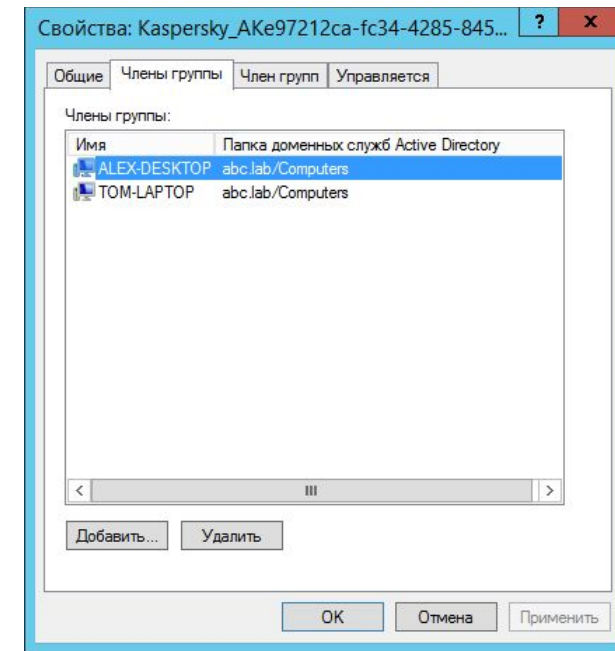 Свойства: Kaspersky_AKe97212ca-fc34-4285-845... ? x
Общие Члены группы Член групп Управляется
Члены группы:
Имя Папка доменных служб Active Directory
ALEX-DESKTOP abc.lab/Computers
TOM-LAPTOP abc.lab/Computers
Добавить... Удалить
OK Отмена Применить